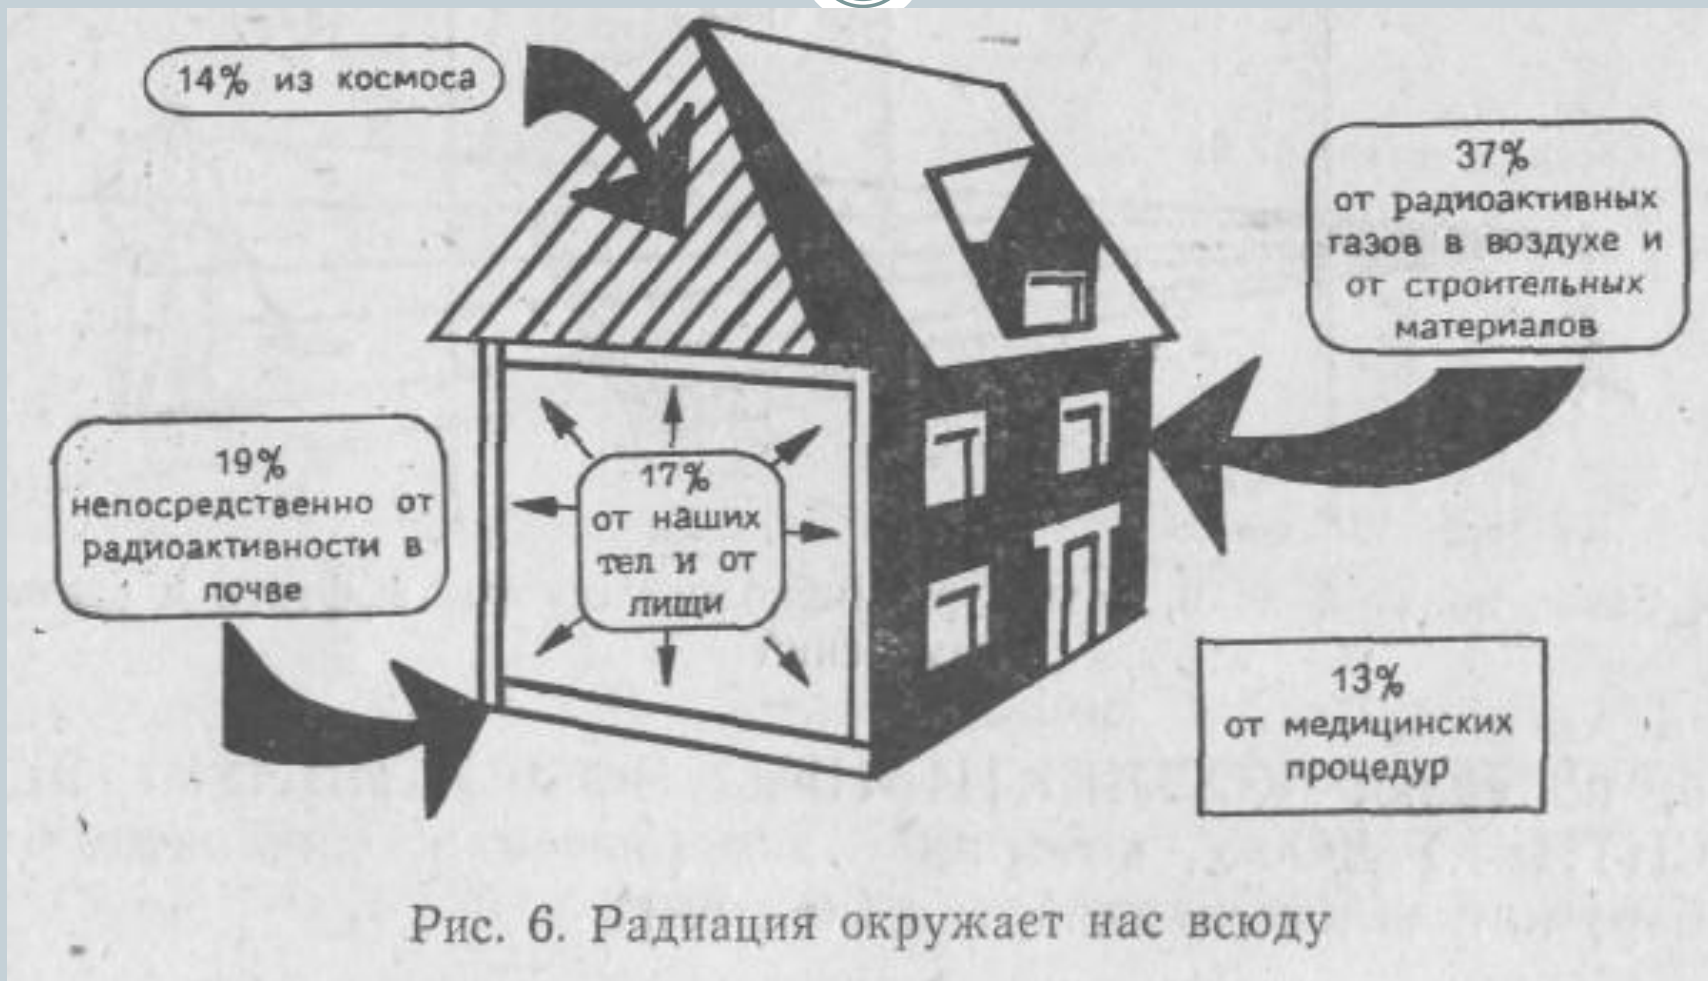 14% из космоса
37%
от радиоактивных
газов в воздухе и
от строительных
материалов
19%
непосредственно от
радиоактивности в
почве
17%
от наших
тел и от
пищи
13%
от медицинских
процедур
Рис. 6. Радиация окружает нас всюду